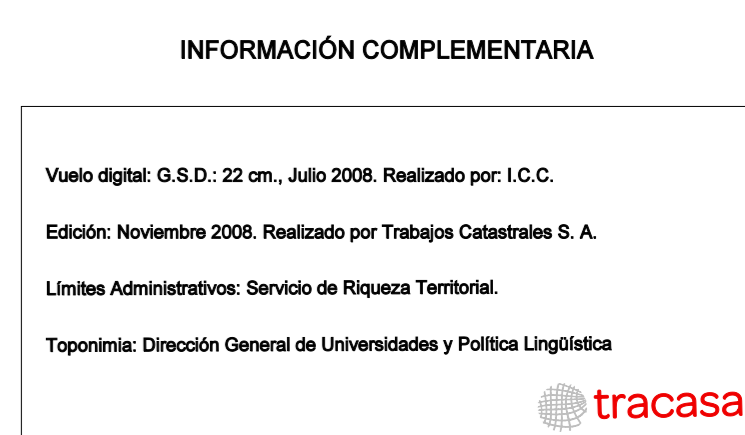 INFORMACIÓN COMPLEMENTARIA
Vuelo digital: G.S.D.: 22 cm., Julio 2008. Realizado por: I.C.C.
Edición: Noviembre 2008. Realizado por Trabajos Catastrales S. A.
Límites Administrativos: Servicio de Riqueza Territorial.
Toponimia: Dirección General de Universidades y Política Lingüística
tracasa